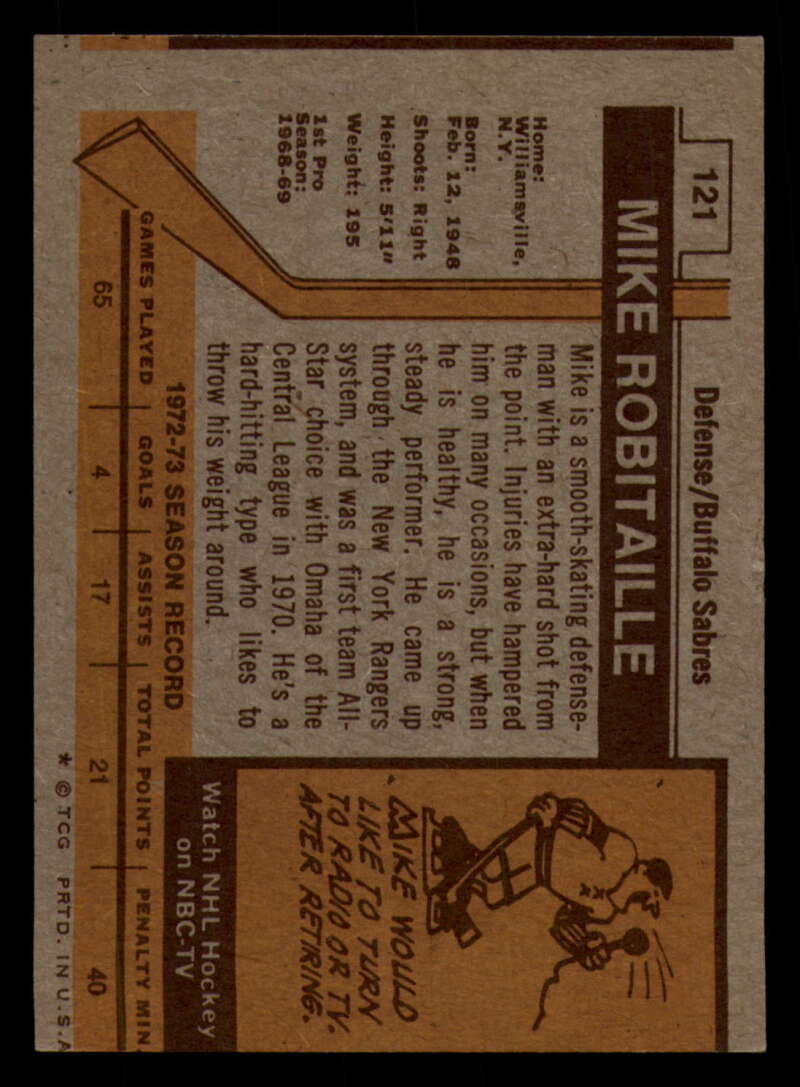 121
Defense/Buffalo Sabres
MIKE ROBITAILLE
Home:
Williamsville,
N.Y.
Born:
Feb. 12, 1948
Shoots: Right
Height: 5'11"
Weight: 195
1st Pro
Season:
1968-69
Mike is a smooth-skating defense-
man with an extra-hard shot from
the point. Injuries have hampered
him on many occasions, but when
he is healthy, he is a strong,
steady performer. He came up
through the New York Rangers
system, and was a first team All-
Star choice with Omaha of the
Central League in 1970. He's a
hard-hitting type who likes to
throw his weight around.
MIKE WOULD
LIKE TO TURN
TO RADIO OR TV.
AFTER RETIRING.
Watch NHL Hockey
on NBC-TV
1972-73 SEASON RECORD
GAMES PLAYED GOALS ASSISTS TOTAL POINTS PENALTY MIN.
65 4 17 21 40
* © TCG PRTD. IN U.S.A